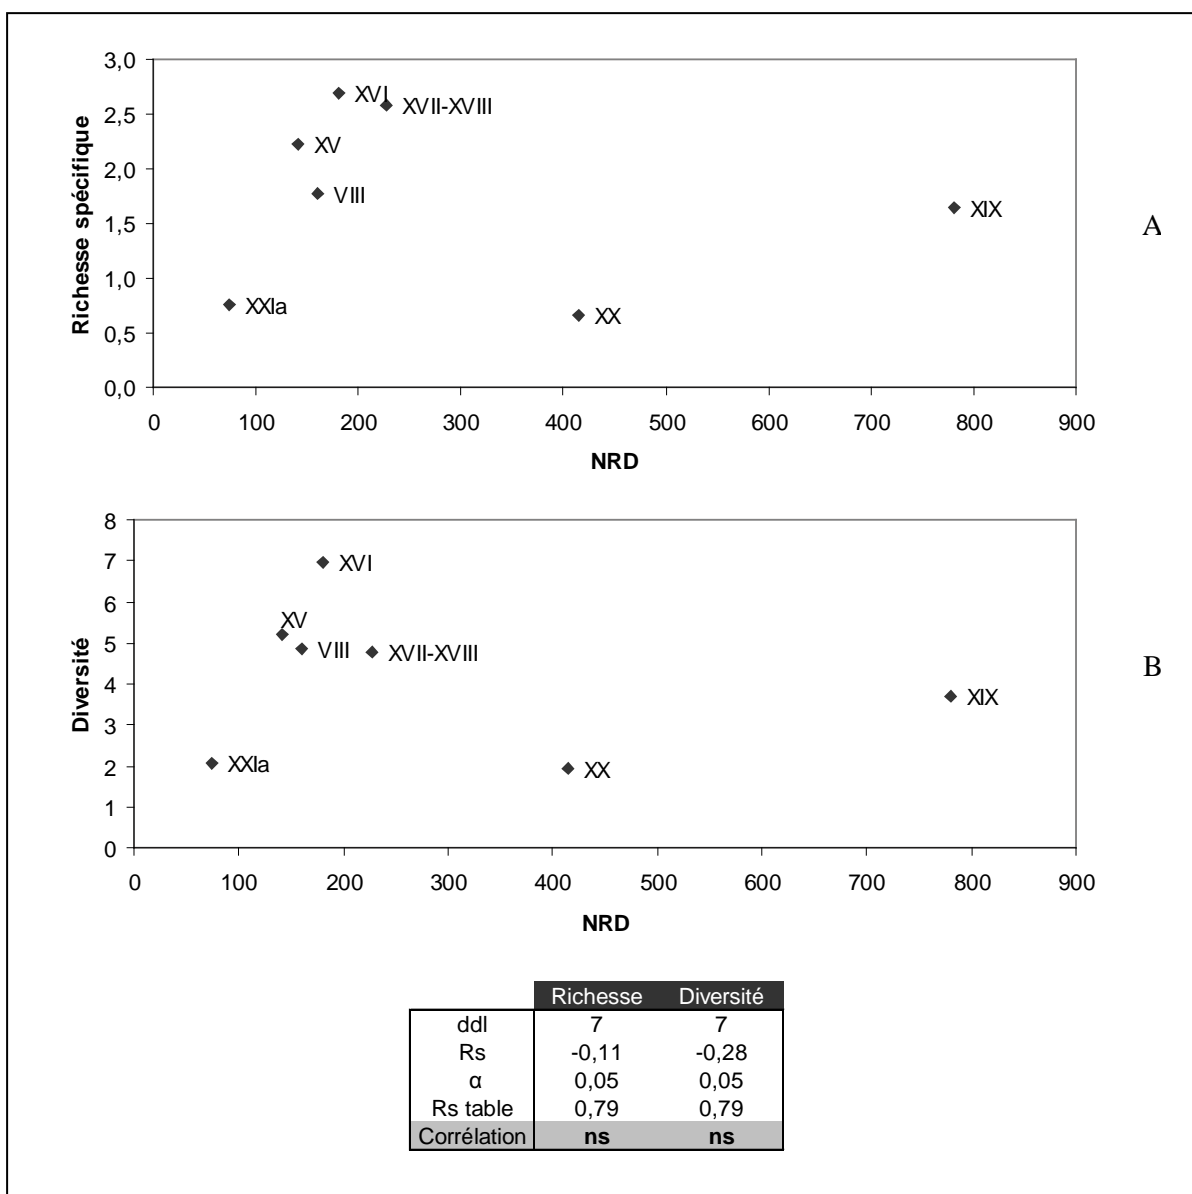 3,0
XVI
XVII-XVIII
2,5
XV
2,0
VIII
XIX
1,5
A
Richesse spécifique
1,0
XXIa
XX
0,5
0,0
0 100 200 300 400 500 600 700 800 900
NRD
8
7
XVI
6
XV
5
VIII
XVII-XVIII
B
4
XIX
Diversité
3
2
XXIa
XX
1
0
0 100 200 300 400 500 600 700 800 900
NRD
Richesse Diversité
ddl 7 7
Rs -0,11 -0,28
α 0,05 0,05
Rs table 0,79 0,79
Corrélation ns ns